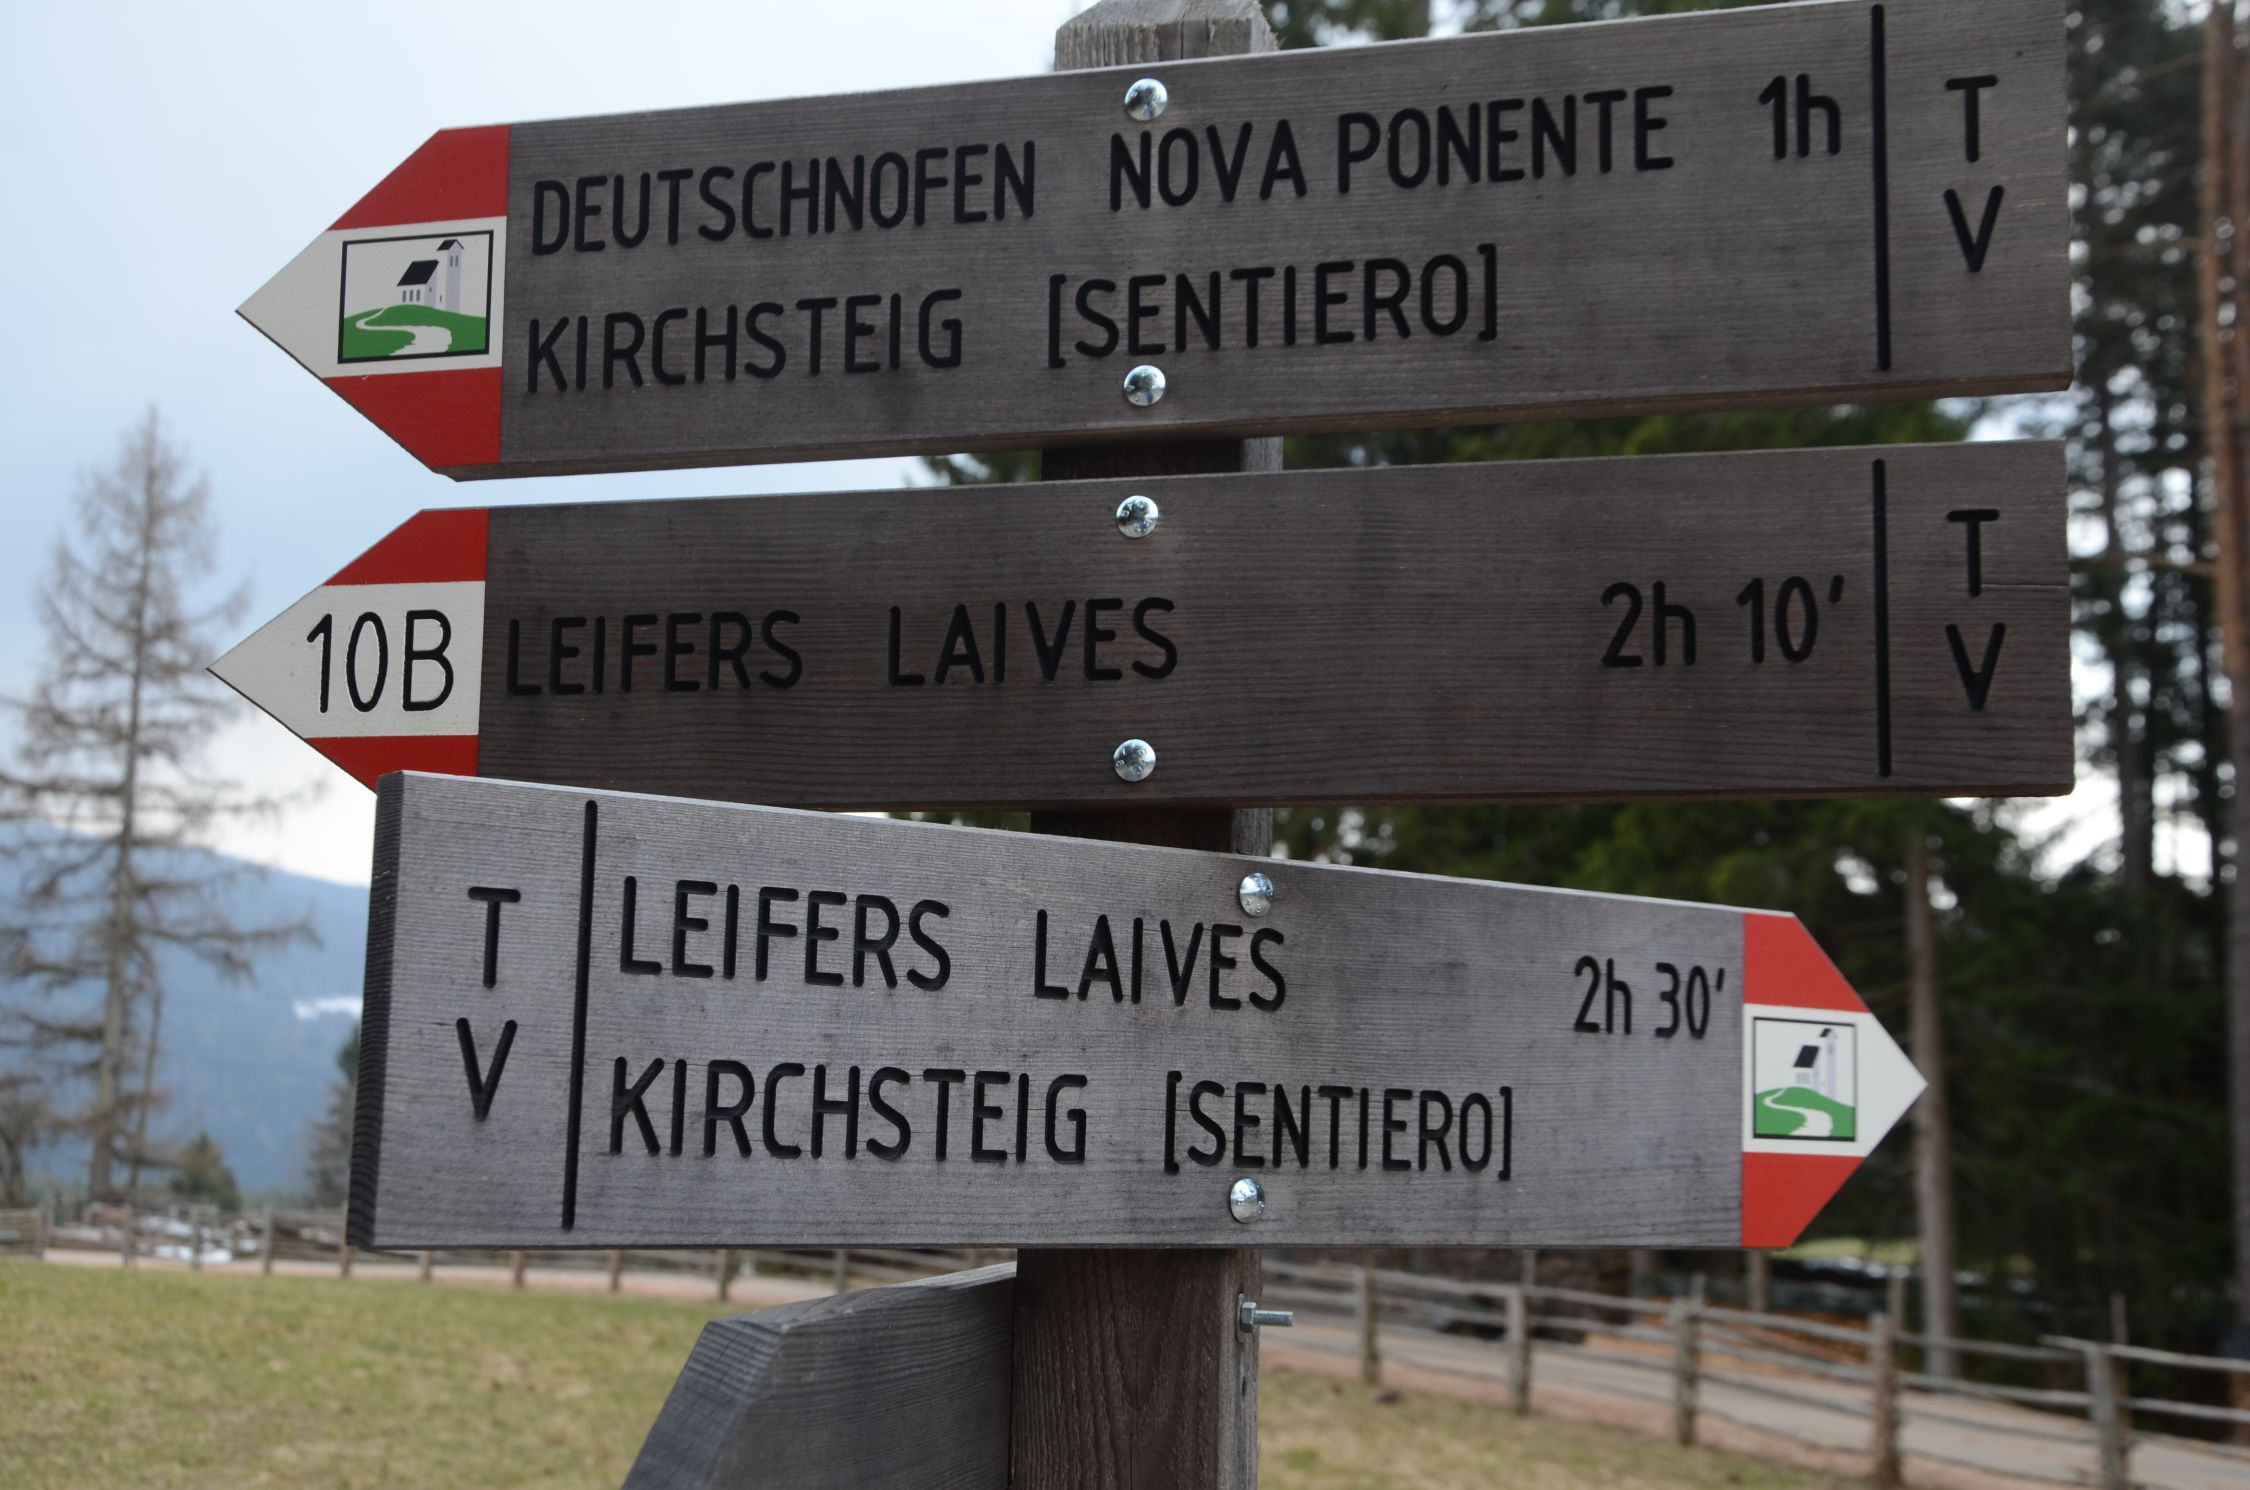 DEUTSCHNOFEN NOVA PONENTE 1h
KIRCHSTEIG [SENTIERO]
T
V
10B LEIFERS LAIVES 2h 10'
T
V
T
V
LEIFERS LAIVES 2h 30'
KIRCHSTEIG [SENTIERO]